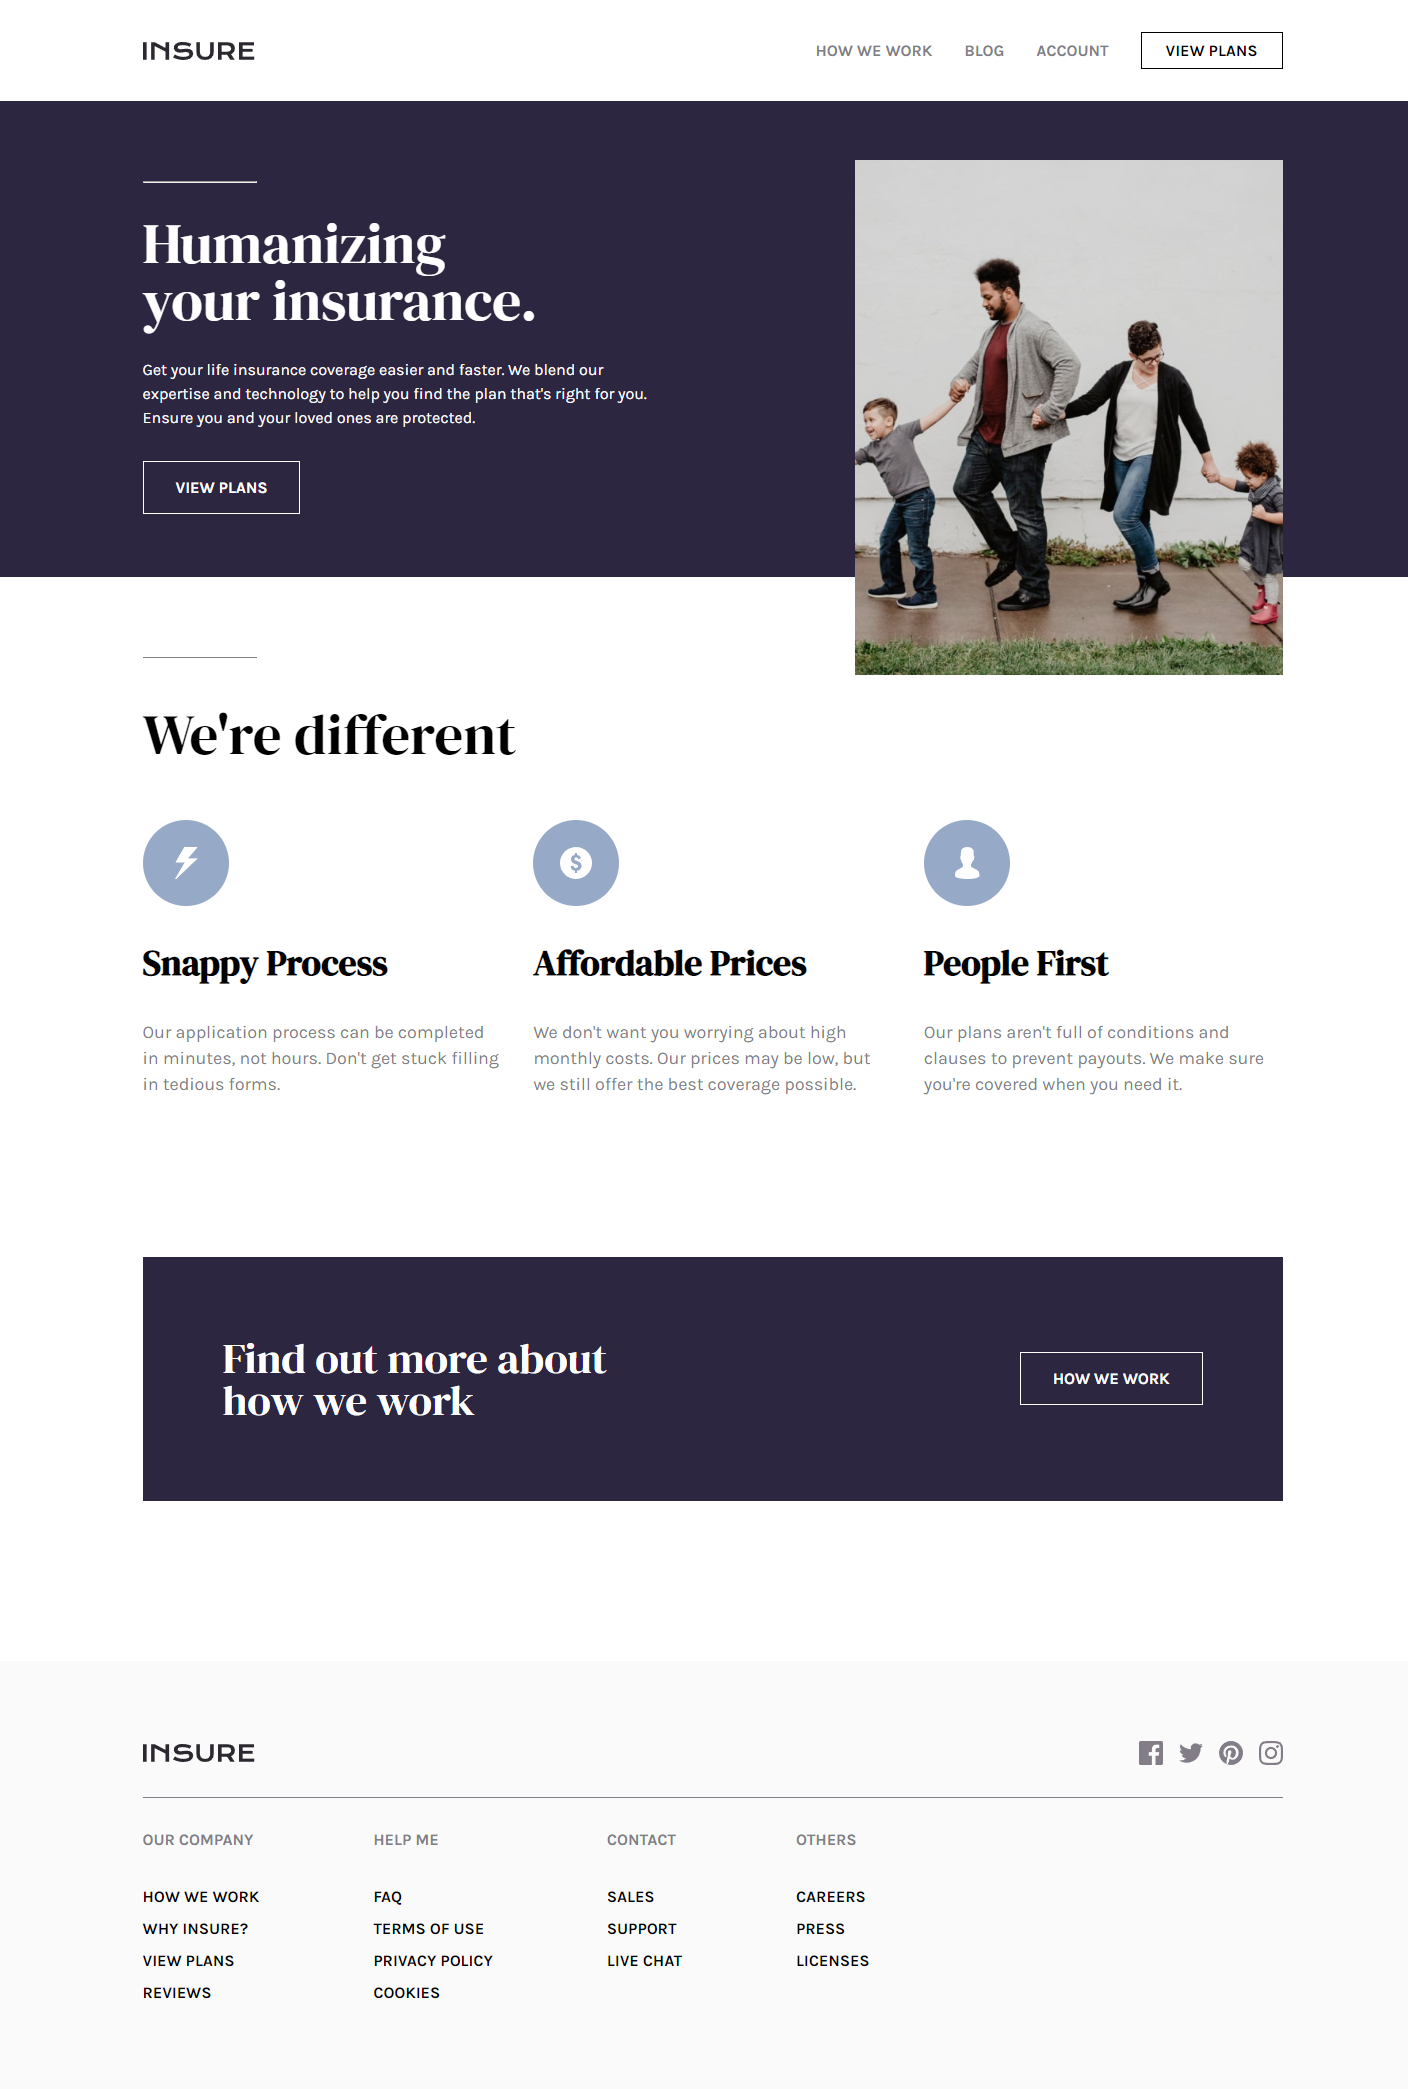 INSURE
HOW WE WORK BLOG ACCOUNT VIEW PLANS
Humanizing
your insurance.
Get your life insurance coverage easier and faster. We blend our
expertise and technology to help you find the plan that's right for you.
Ensure you and your loved ones are protected.
VIEW PLANS
We're different
Snappy Process
Our application process can be completed
in minutes, not hours. Don't get stuck filling
in tedious forms.
$
Affordable Prices
We don't want you worrying about high
monthly costs. Our prices may be low, but
we still offer the best coverage possible.
People First
Our plans aren't full of conditions and
clauses to prevent payouts. We make sure
you're covered when you need it.
Find out more about
how we work
HOW WE WORK
INSURE
OUR COMPANY
HOW WE WORK
WHY INSURE?
VIEW PLANS
REVIEWS
HELP ME
FAQ
TERMS OF USE
PRIVACY POLICY
COOKIES
CONTACT
SALES
SUPPORT
LIVE CHAT
OTHERS
CAREERS
PRESS
LICENSES